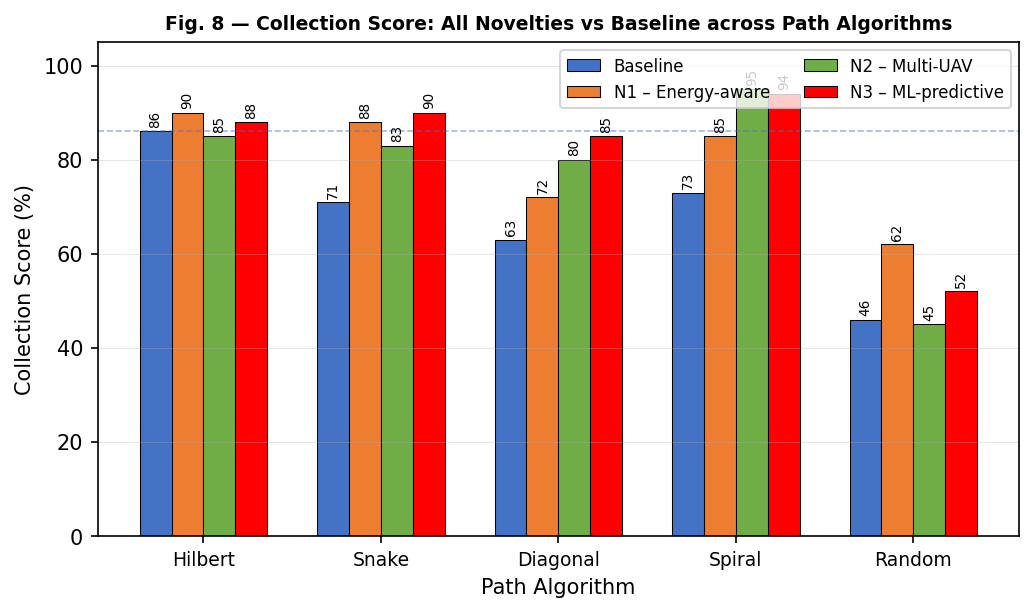 Fig. 8 — Collection Score: All Novelties vs Baseline across Path Algorithms
Baseline
N1 – Energy-aware
N2 – Multi-UAV
N3 – ML-predictive
Collection Score (%)
100
80
60
40
20
0
86
90
85
88
71
88
83
90
63
72
80
85
73
85
95
94
46
62
45
52
Hilbert
Snake
Diagonal
Spiral
Random
Path Algorithm